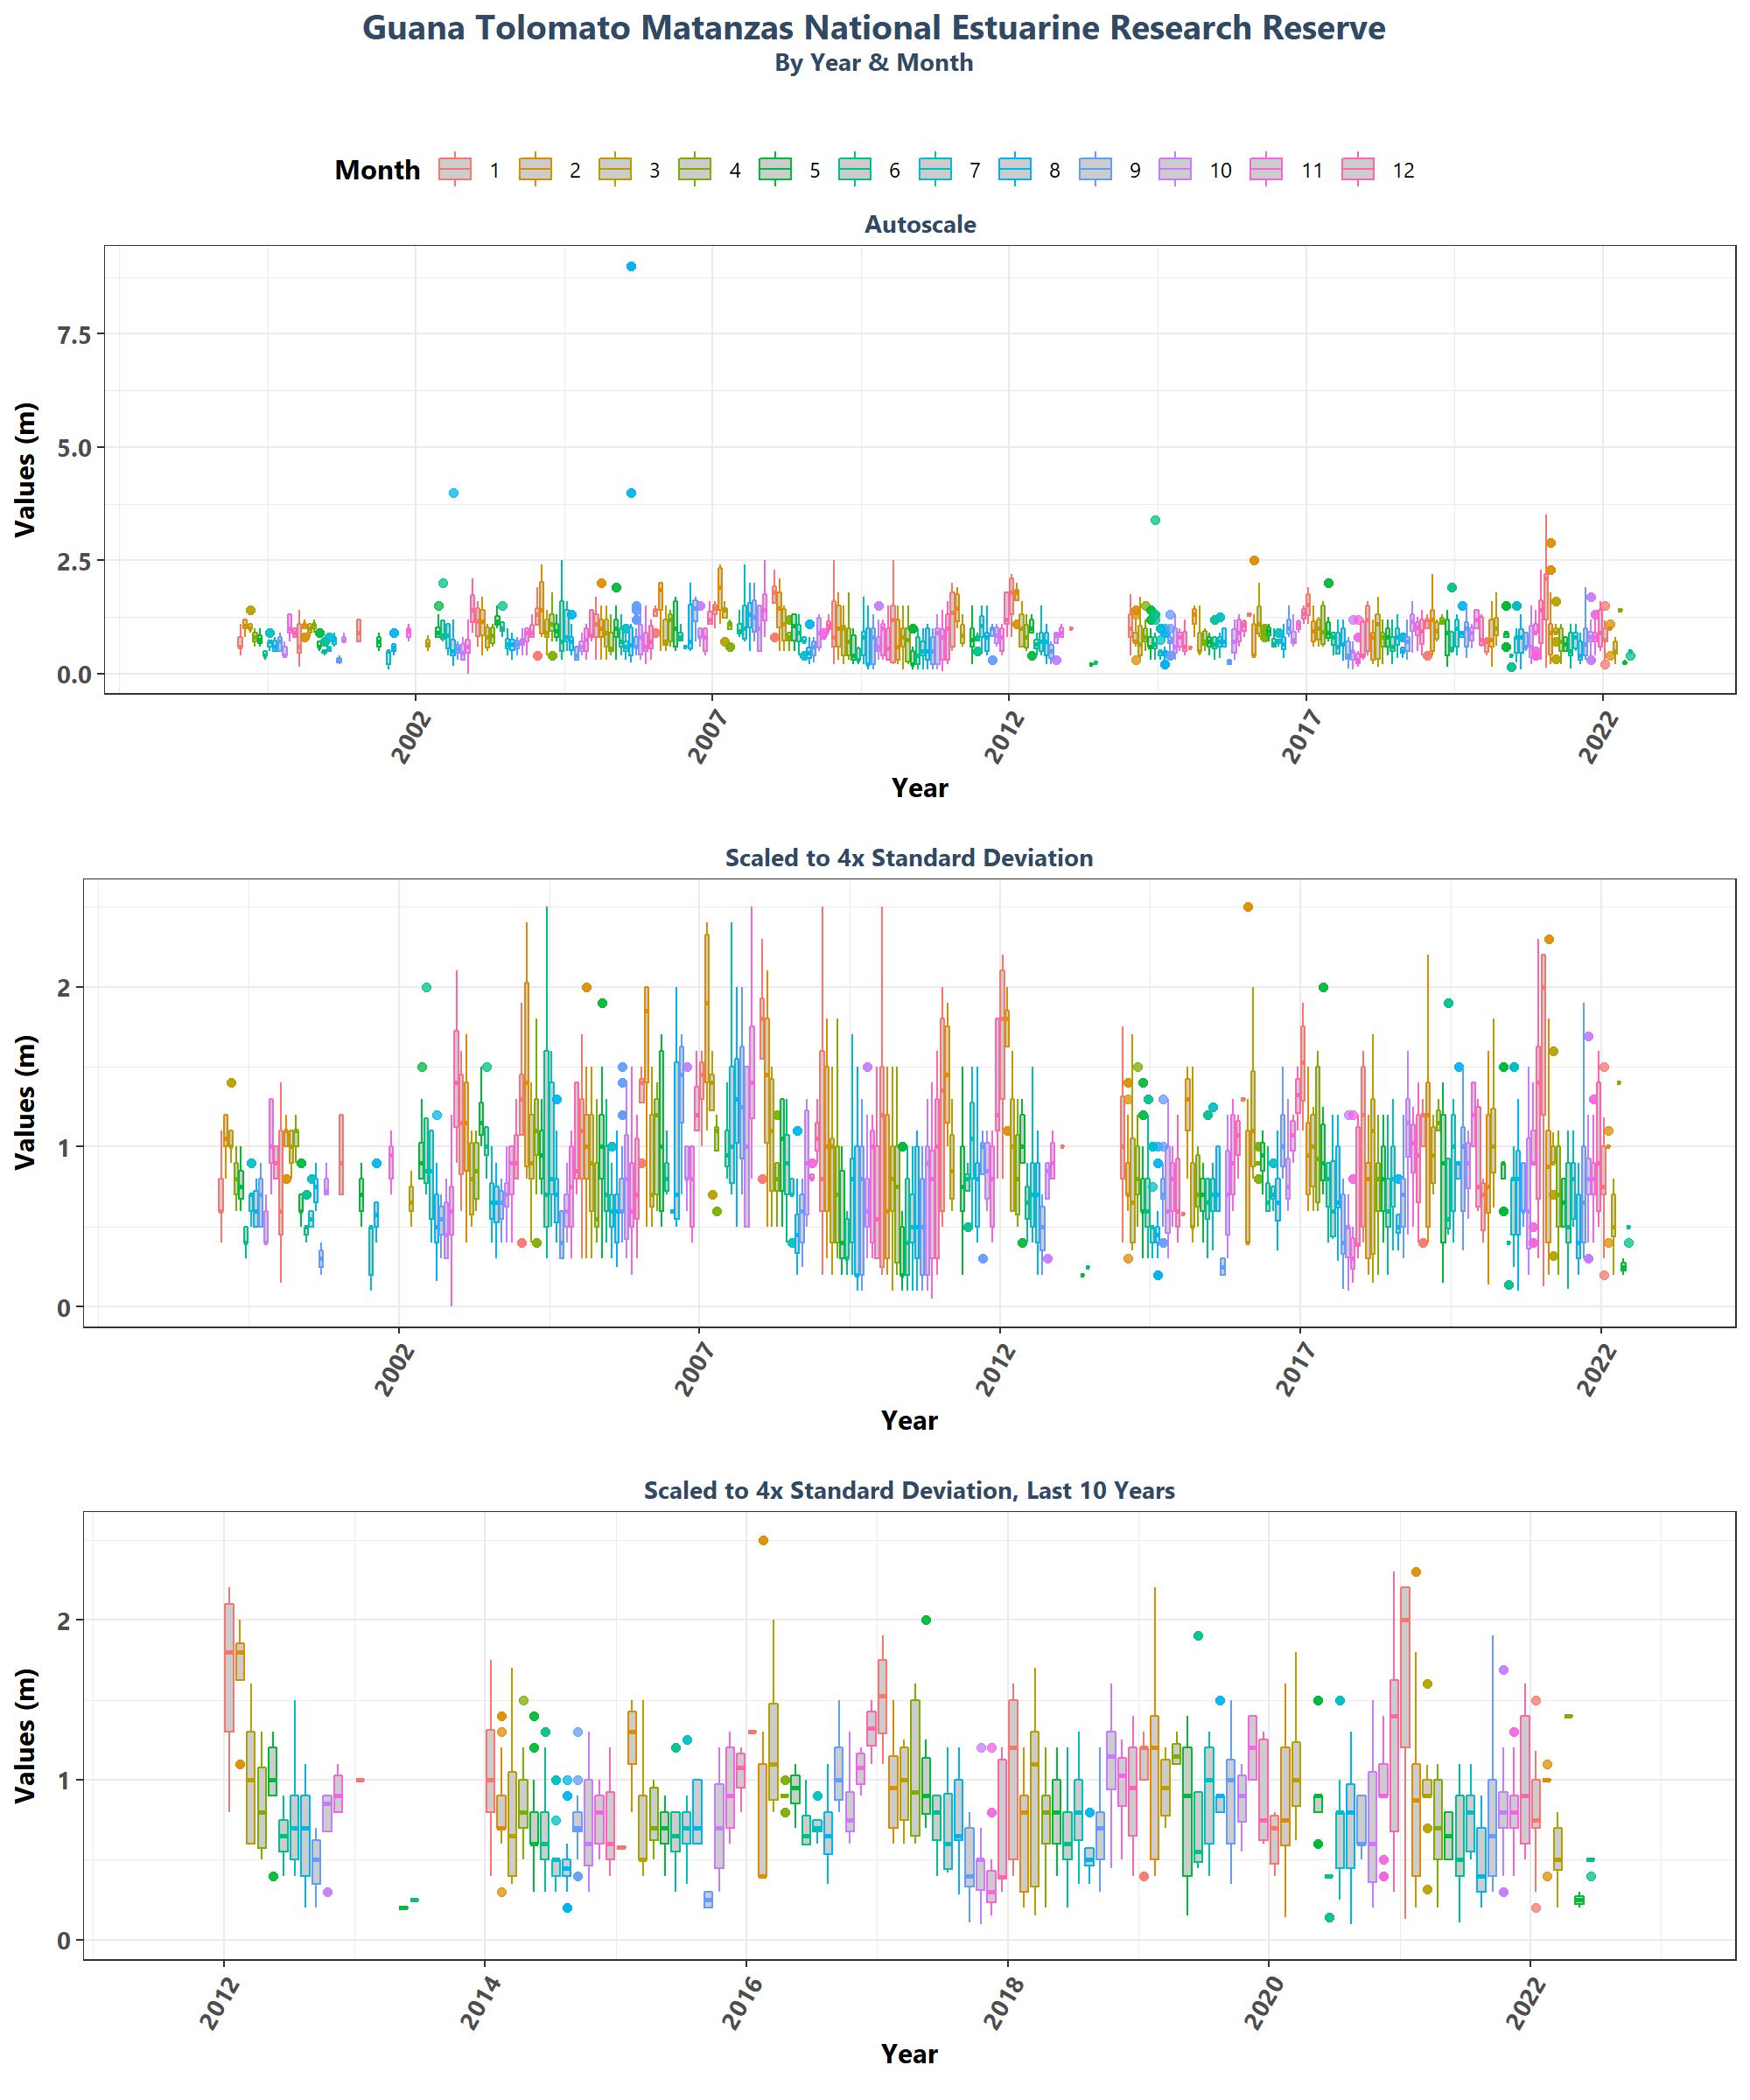 Guana Tolomato Matanzas National Estuarine Research Reserve
By Year & Month
Month 1 2 3 4 5 6 7 8 9 10 11 12
Autoscale
Values (m)
7.5
5.0
2.5
0.0
2002 2007 2012 2017 2022
Year
Scaled to 4x Standard Deviation
Values (m)
2
1
0
2002 2007 2012 2017 2022
Year
Scaled to 4x Standard Deviation, Last 10 Years
Values (m)
2
1
0
2012 2014 2016 2018 2020 2022
Year